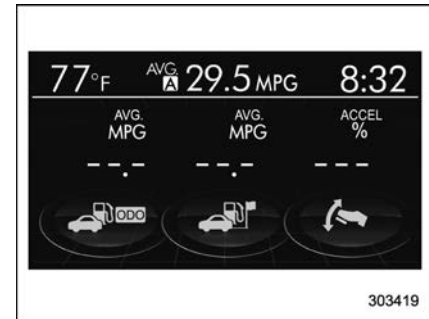 77°F AVG. A 29.5 MPG 8:32
AVG. AVG. ACCEL
MPG MPG %
--.- --.- ---
ODO
303419